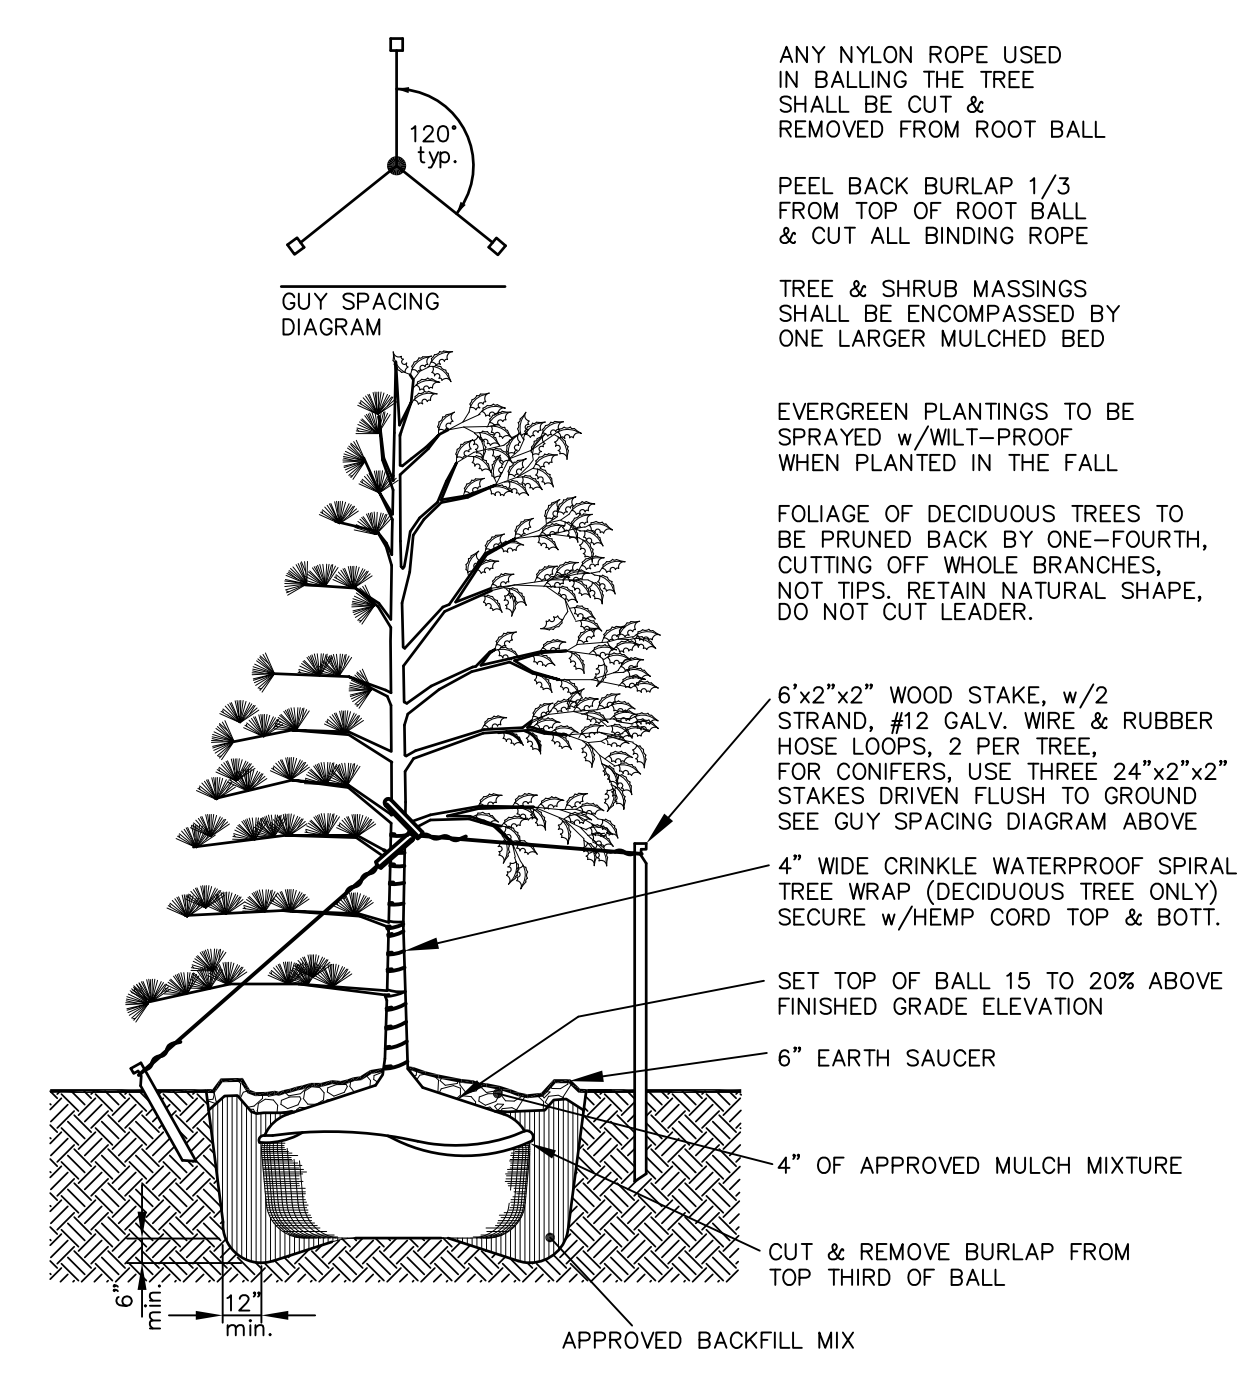 120°
typ.
GUY SPACING
DIAGRAM
ANY NYLON ROPE USED
IN BALLING THE TREE
SHALL BE CUT &
REMOVED FROM ROOT BALL
PEEL BACK BURLAP 1/3
FROM TOP OF ROOT BALL
& CUT ALL BINDING ROPE
TREE & SHRUB MASSINGS
SHALL BE ENCOMPASSED BY
ONE LARGER MULCHED BED
EVERGREEN PLANTINGS TO BE
SPRAYED w/WILT-PROOF
WHEN PLANTED IN THE FALL
FOLIAGE OF DECIDUOUS TREES TO
BE PRUNED BACK BY ONE-FOURTH,
CUTTING OFF WHOLE BRANCHES,
NOT TIPS. RETAIN NATURAL SHAPE,
DO NOT CUT LEADER.
6'x2"x2" WOOD STAKE, w/2
STRAND, #12 GALV. WIRE & RUBBER
HOSE LOOPS, 2 PER TREE,
FOR CONIFERS, USE THREE 24"x2"x2"
STAKES DRIVEN FLUSH TO GROUND
SEE GUY SPACING DIAGRAM ABOVE
4" WIDE CRINKLE WATERPROOF SPIRAL
TREE WRAP (DECIDUOUS TREE ONLY)
SECURE w/HEMP CORD TOP & BOTT.
SET TOP OF BALL 15 TO 20% ABOVE
FINISHED GRADE ELEVATION
6" EARTH SAUCER
4" OF APPROVED MULCH MIXTURE
CUT & REMOVE BURLAP FROM
TOP THIRD OF BALL
APPROVED BACKFILL MIX
6"
min.
12"
min.